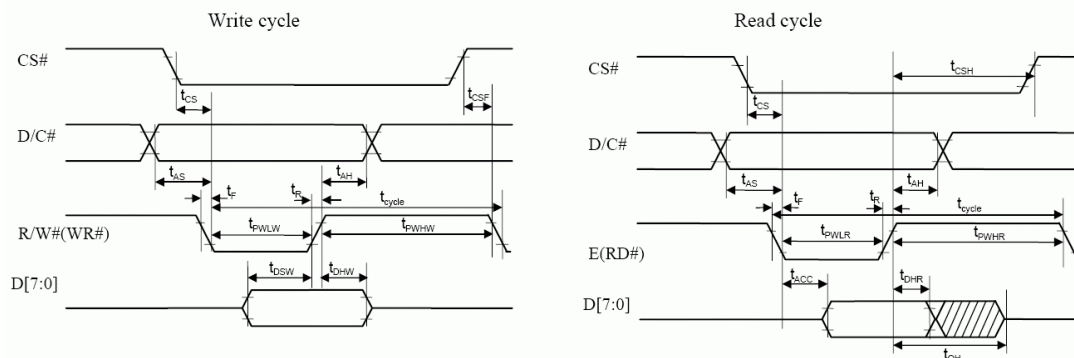 Write cycle
CS#
tCS
tCSF
D/C#
tAS
tAH
tF
tR
tcycle
R/W#(WR#)
tPWLW
tPWHW
tDSW
tDHW
D[7:0]
Read cycle
CS#
tCSH
tCS
D/C#
tAS
tAH
tF
tR
tcycle
E(RD#)
tPWLR
tPWHR
tACC
tDHR
D[7:0]
tOH